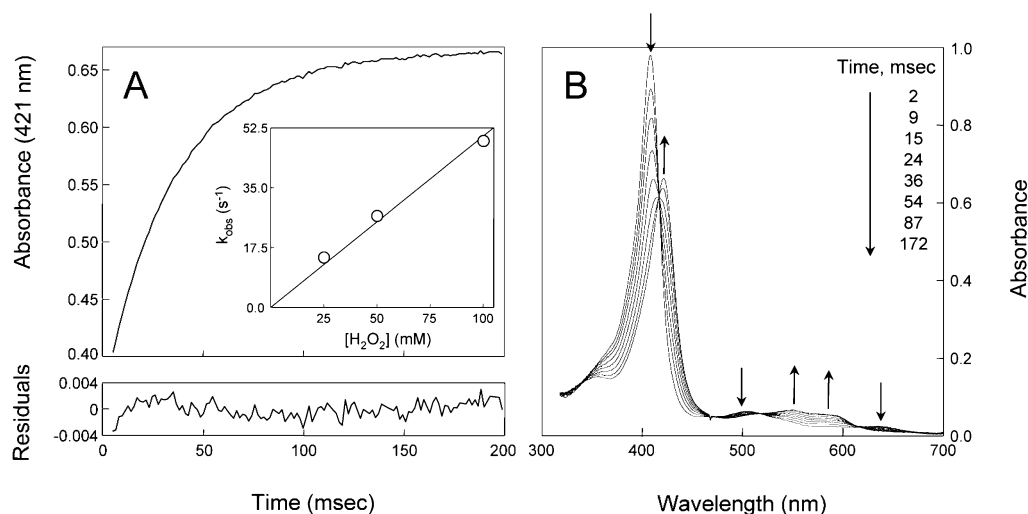 A
Absorbance (421 nm)
0.65
0.60
0.55
0.50
0.45
0.40
52.5
35.0
17.5
0.0
k_obs (s⁻¹)
25 50 75 100
[H₂O₂] (mM)
Residuals
0.004
0
-0.004
0 50 100 150 200
Time (msec)
B
Time, msec
2
9
15
24
36
54
87
172
1.0
0.8
0.6
0.4
0.2
0.0
Absorbance
300 400 500 600 700
Wavelength (nm)